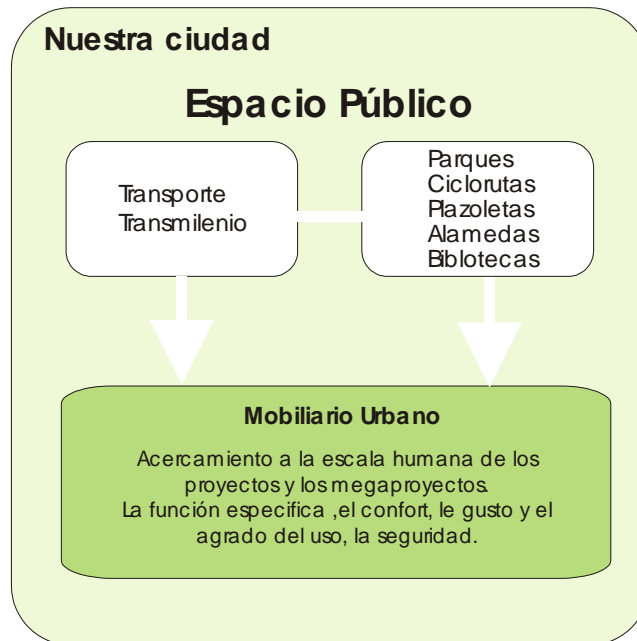 Nuestra ciudad
Espacio Público
Transporte
Transmilenio
Parques
Ciclorutas
Plazoletas
Alamedas
Biblotecas
Mobiliario Urbano
Acercamiento a la escala humana de los
proyectos y los megaproyectos.
La función especifica ,el confort, le gusto y el
agrado del uso, la seguridad.